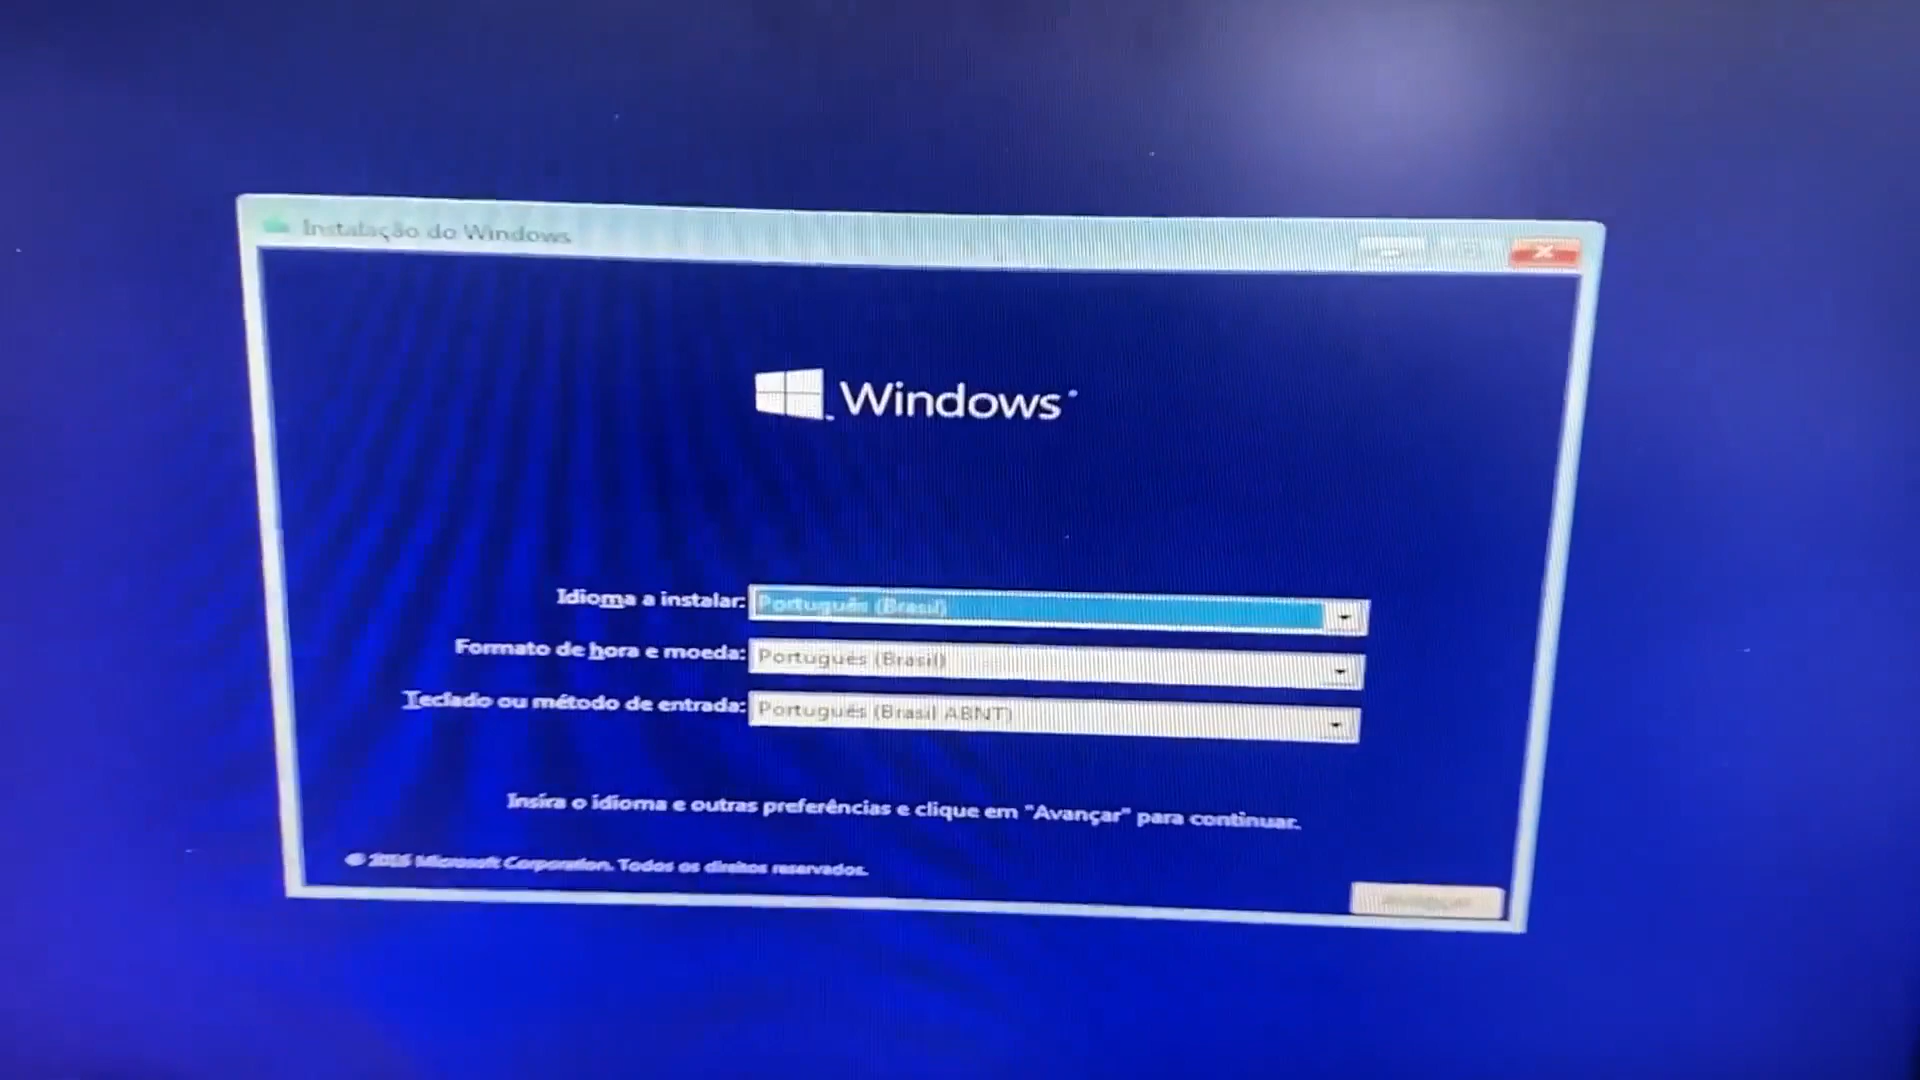 Instalação do Windows
Windows
Idioma a instalar: Português (Brasil)
Formato de hora e moeda: Português (Brasil)
Teclado ou método de entrada: Português (Brasil ABNT)
Insira o idioma e outras preferências e clique em "Avançar" para continuar.
© Microsoft Corporation. Todos os direitos reservados.